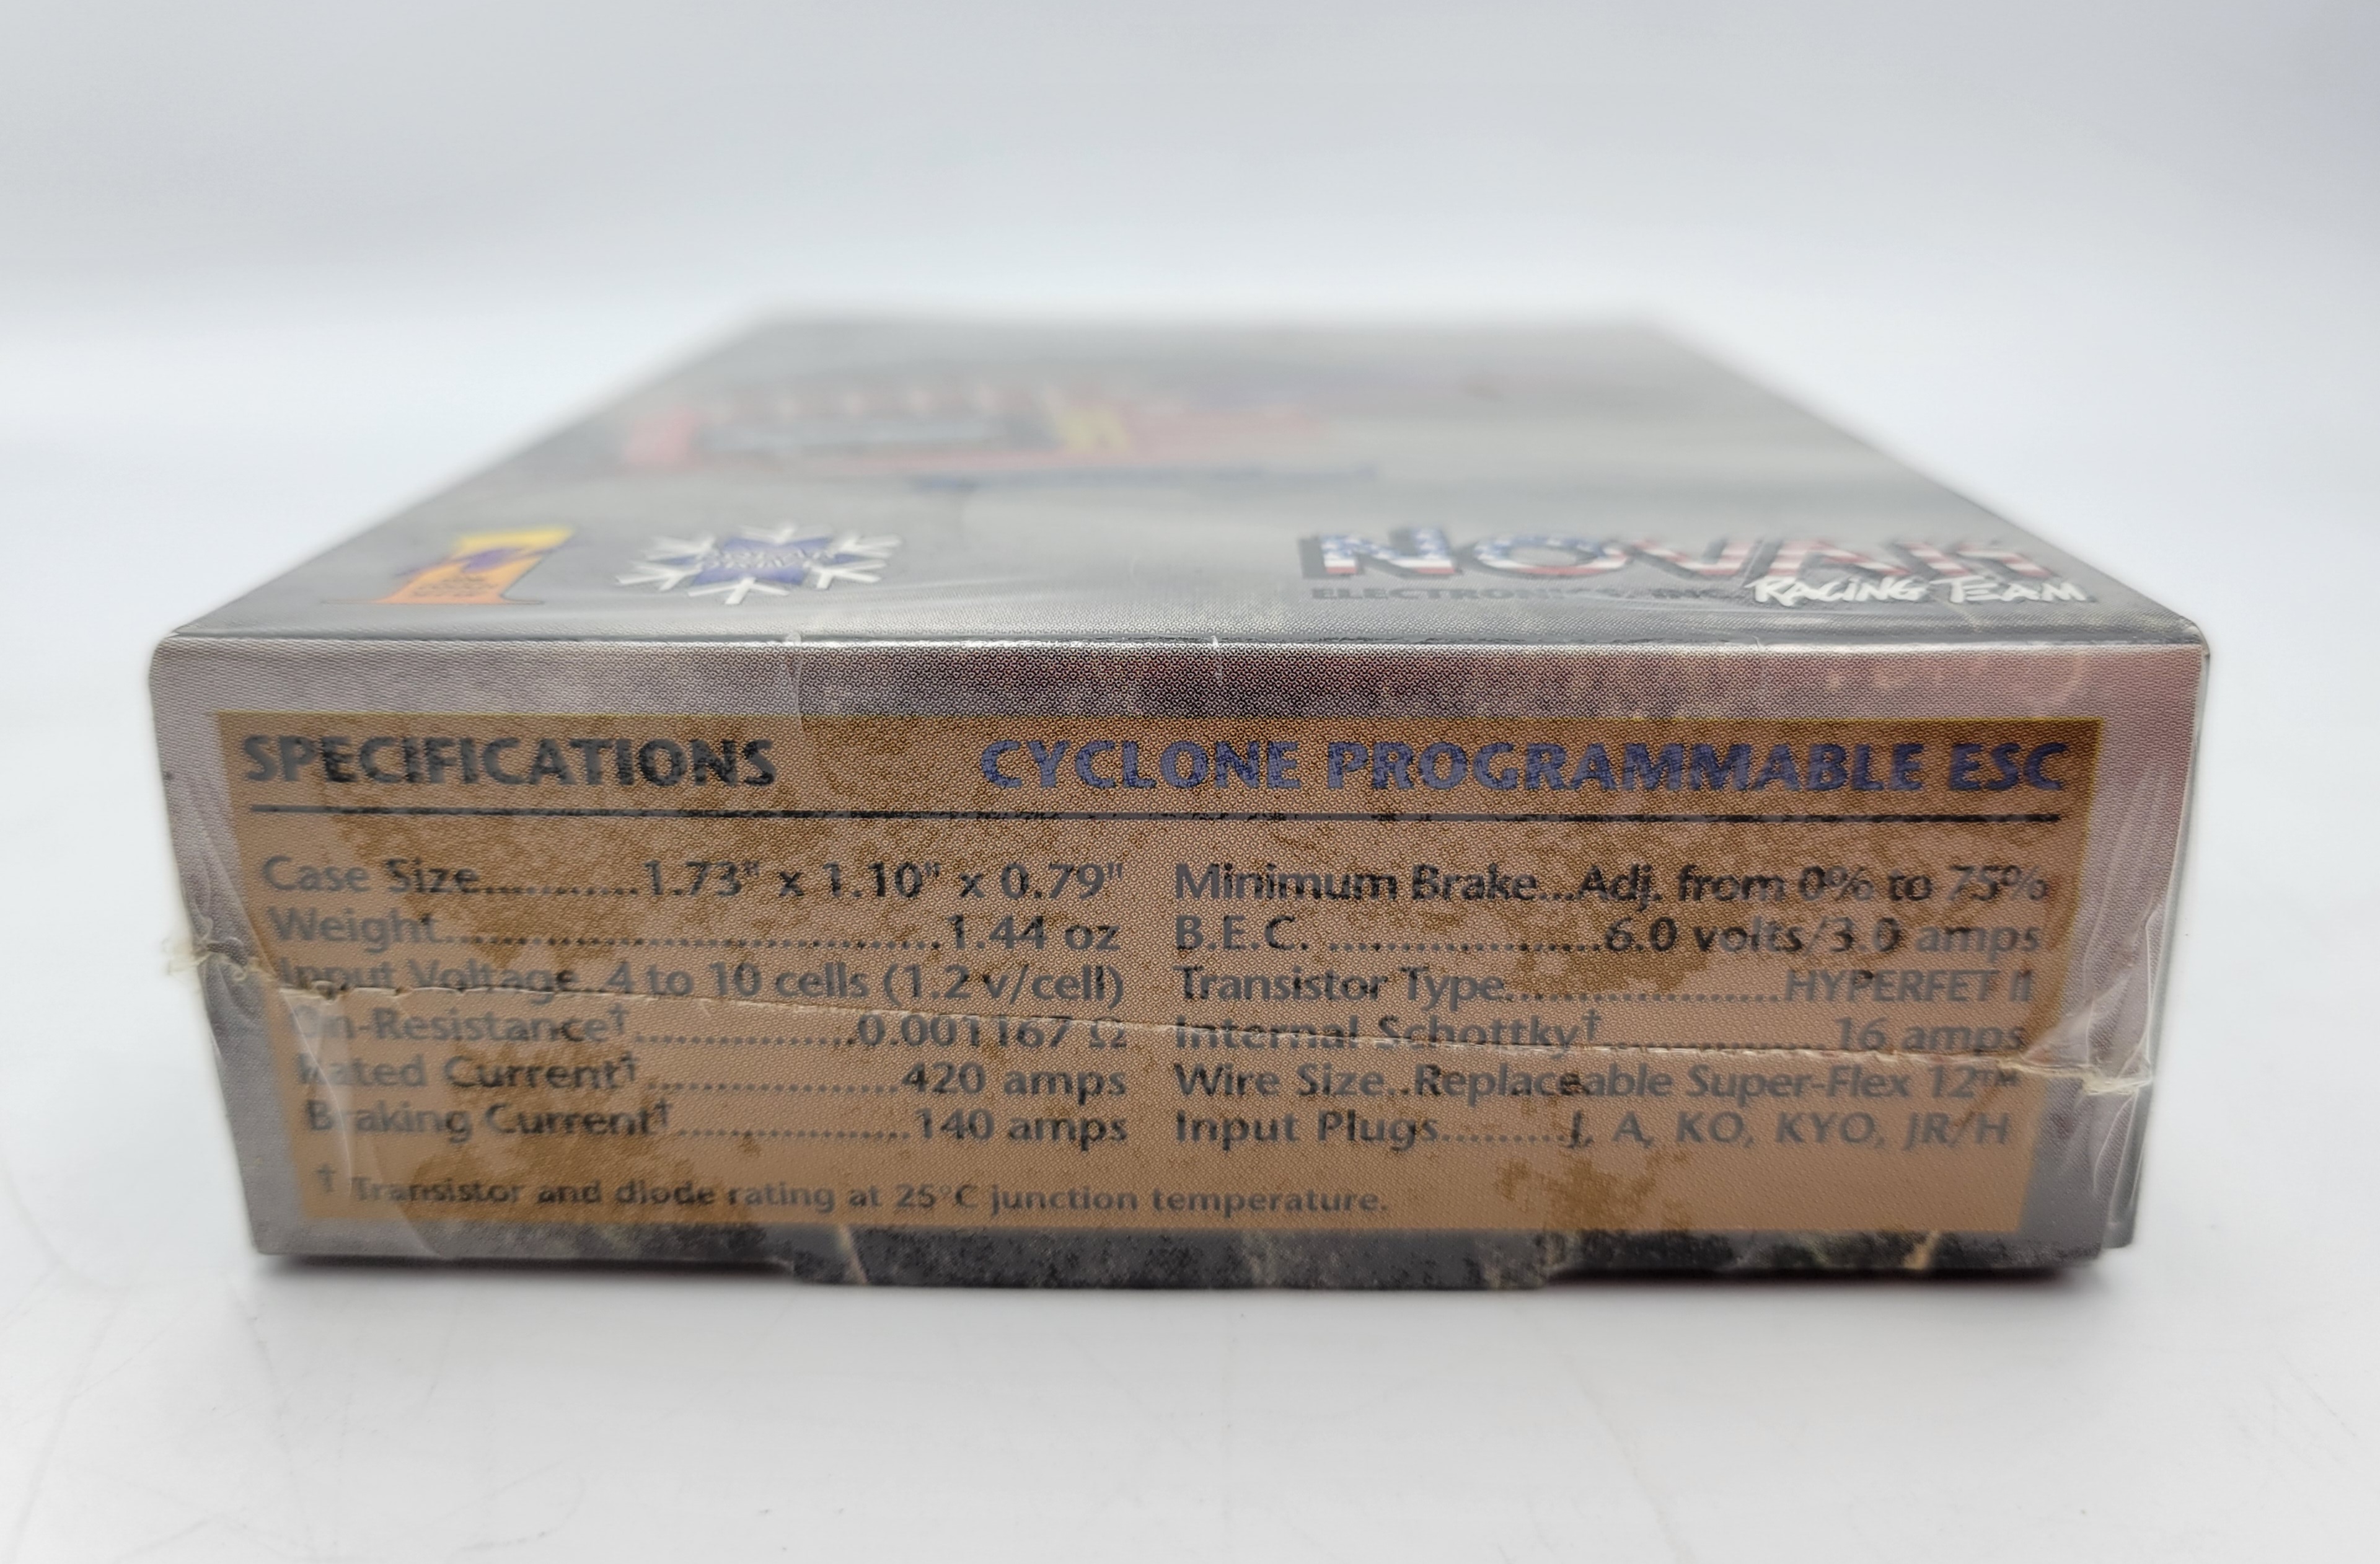 NOVAK
ELECTRONICS, INC.
RACING TEAM
SPECIFICATIONS CYCLONE PROGRAMMABLE ESC
Case Size............1.73" x 1.10" x 0.79" Minimum Brake...Adj. from 0% to 75%
Weight.....................................1.44 oz B.E.C. .....................6.0 volts/3.0 amps
Input Voltage..4 to 10 cells (1.2 v/cell) Transistor Type.....................HYPERFET II
On-Resistance†.................0.001167 Ω Internal Schottky†.................16 amps
Rated Current†...................420 amps Wire Size..Replaceable Super-Flex 12™
Braking Current†.................140 amps Input Plugs..........J, A, KO, KYO, JR/H
† Transistor and diode rating at 25°C junction temperature.